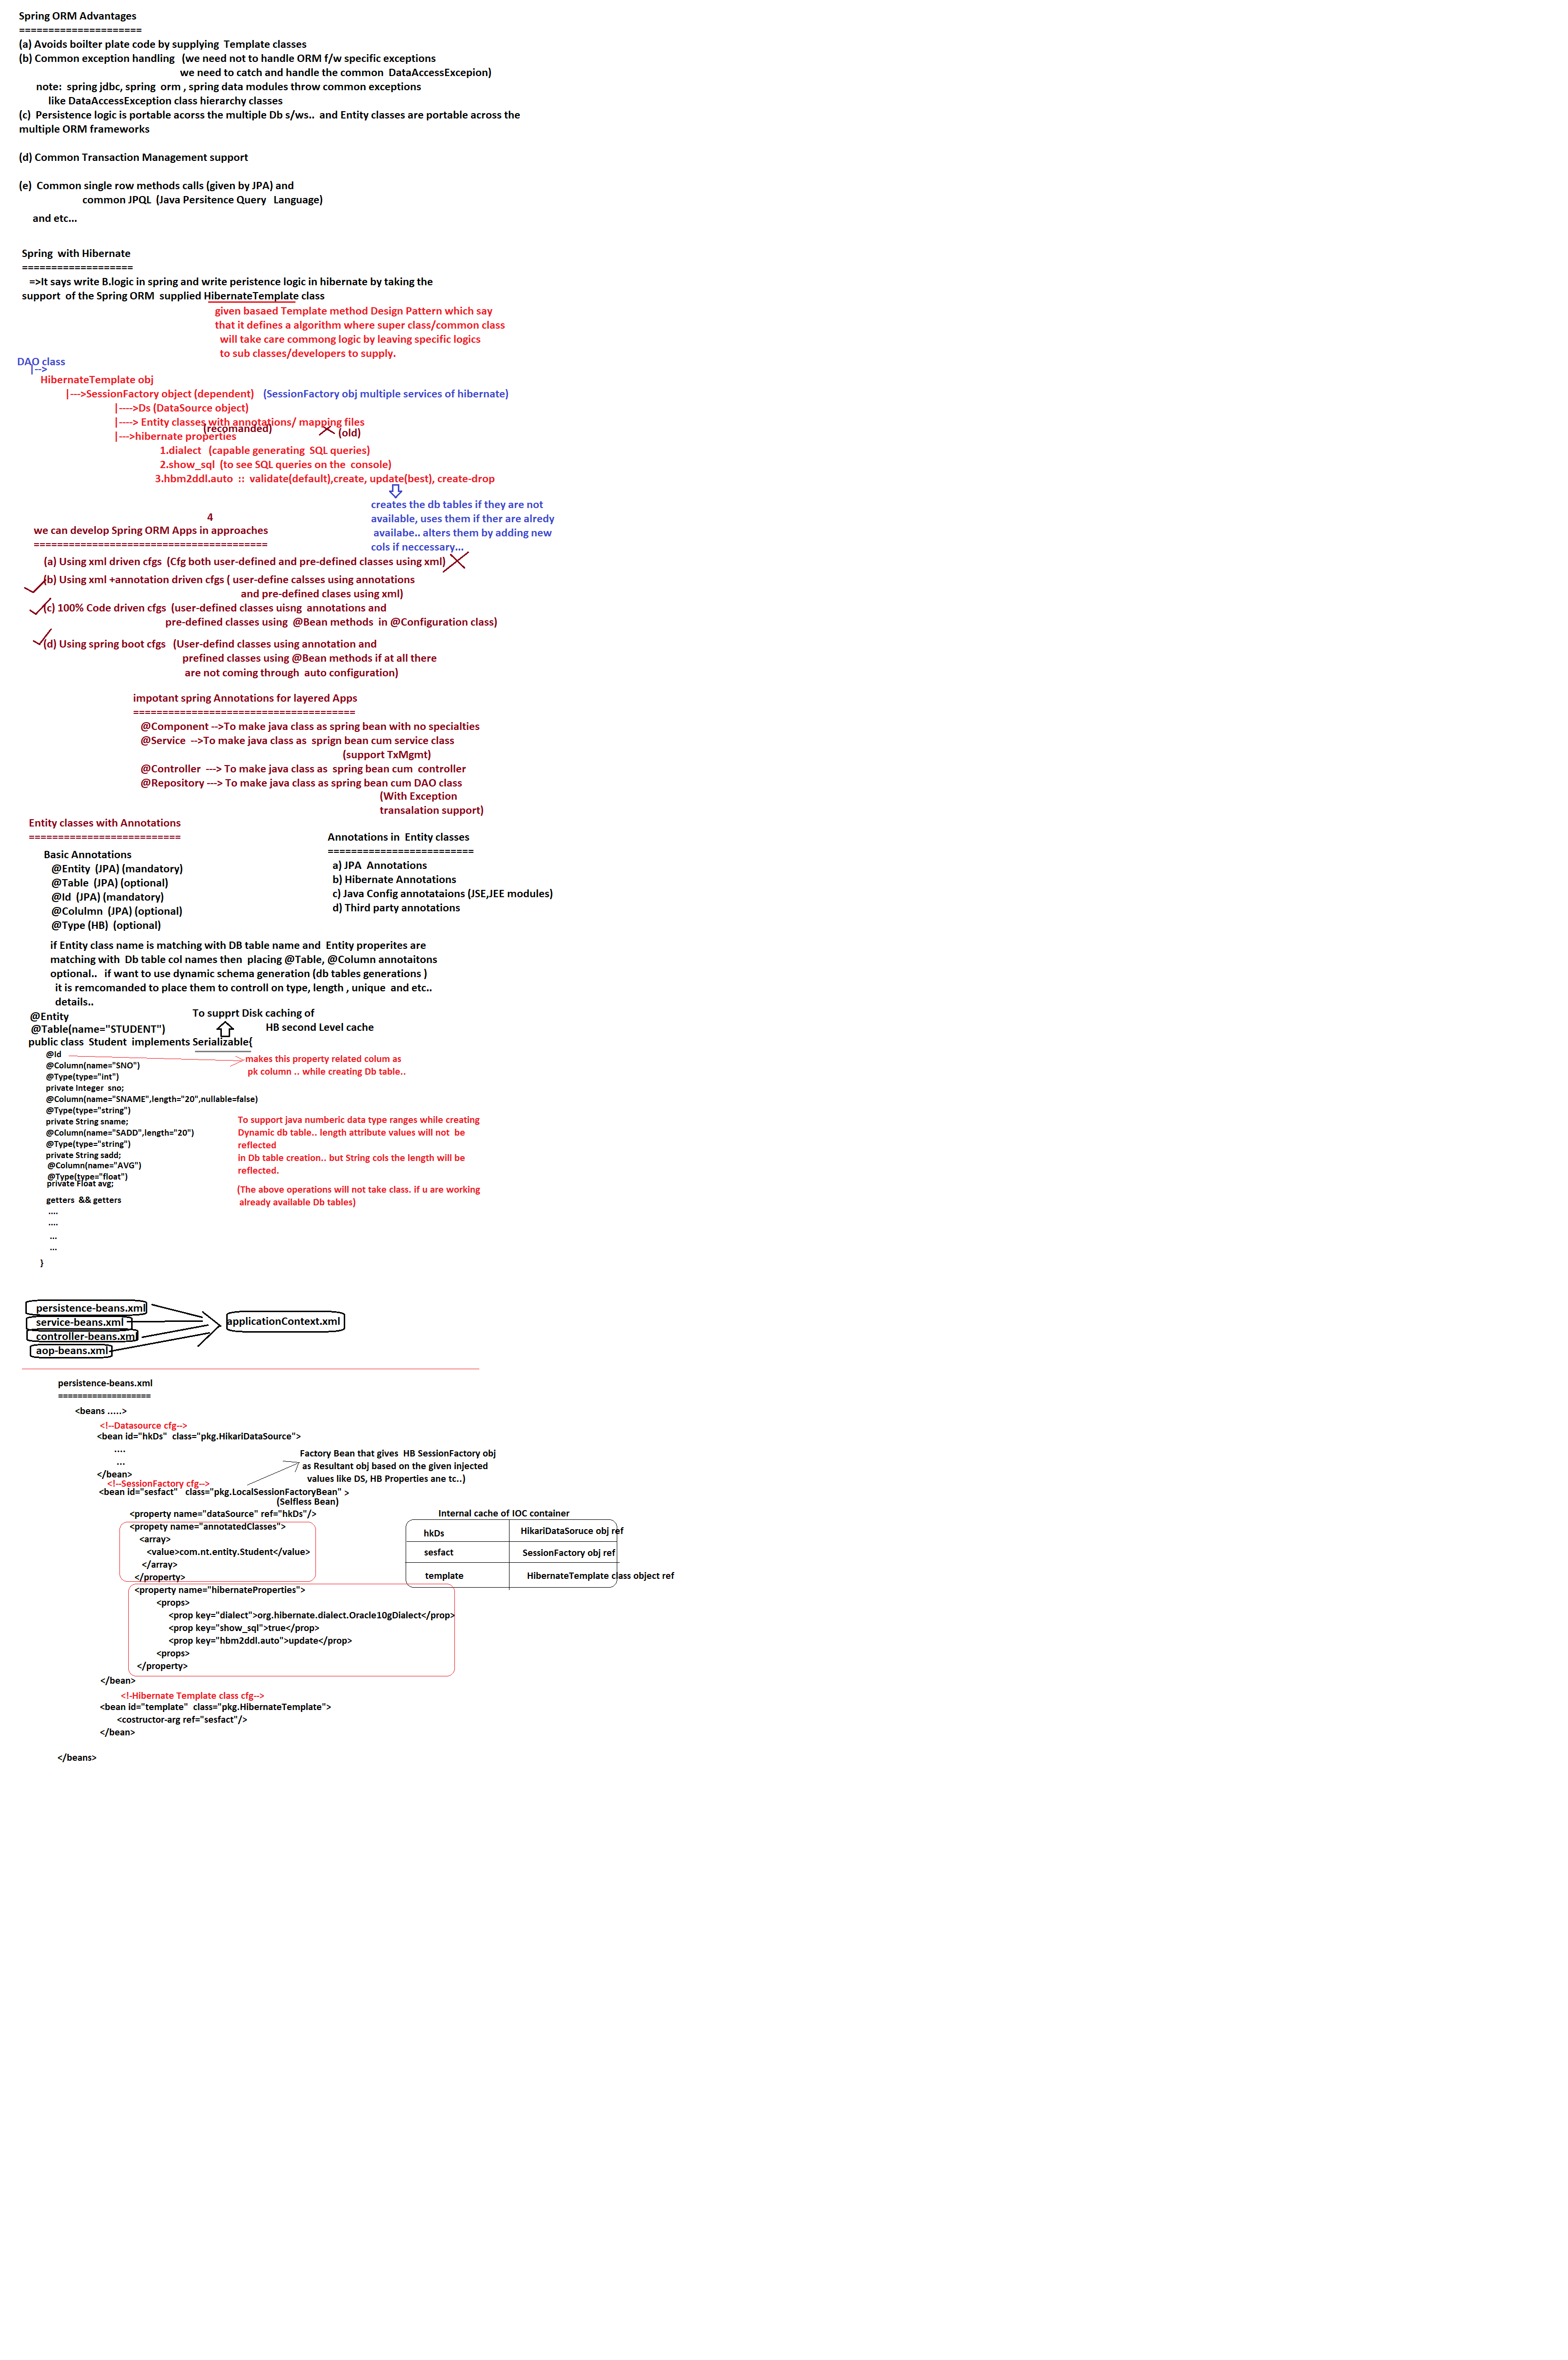 Spring ORM Advantages
=====================
(a) Avoids boilter plate code by supplying Template classes
(b) Common exception handling (we need not to handle ORM f/w specific exceptions
we need to catch and handle the common DataAccessExcepion)
note: spring jdbc, spring orm , spring data modules throw common exceptions
like DataAccessException class hierarchy classes
(c) Persistence logic is portable acorss the multiple Db s/ws.. and Entity classes are portable across the
multiple ORM frameworks
(d) Common Transaction Management support
(e) Common single row methods calls (given by JPA) and
common JPQL (Java Persitence Query Language)
and etc...
Spring with Hibernate
===================
=>It says write B.logic in spring and write peristence logic in hibernate by taking the
support of the Spring ORM supplied HibernateTemplate class
given basaed Template method Design Pattern which say
that it defines a algorithm where super class/common class
will take care commong logic by leaving specific logics
to sub classes/developers to supply.
DAO class
|-->
HibernateTemplate obj
|--->SessionFactory object (dependent) (SessionFactory obj multiple services of hibernate)
|---->Ds (DataSource object)
|----> Entity classes with annotations/ mapping files
(recomanded) (old)
|--->hibernate properties
1.dialect (capable generating SQL queries)
2.show_sql (to see SQL queries on the console)
3.hbm2ddl.auto :: validate(default),create, update(best), create-drop
creates the db tables if they are not
available, uses them if ther are alredy
availabe.. alters them by adding new
cols if neccessary...
4
we can develop Spring ORM Apps in approaches
========================================
(a) Using xml driven cfgs (Cfg both user-defined and pre-defined classes using xml)
(b) Using xml +annotation driven cfgs ( user-define calsses using annotations
and pre-defined clases using xml)
(c) 100% Code driven cfgs (user-defined classes uisng annotations and
pre-defined classes using @Bean methods in @Configuration class)
(d) Using spring boot cfgs (User-defind classes using annotation and
prefined classes using @Bean methods if at all there
are not coming through auto configuration)
impotant spring Annotations for layered Apps
======================================
@Component -->To make java class as spring bean with no specialties
@Service -->To make java class as sprign bean cum service class
(support TxMgmt)
@Controller ---> To make java class as spring bean cum controller
@Repository ---> To make java class as spring bean cum DAO class
(With Exception
transalation support)
Entity classes with Annotations
==========================
Basic Annotations
@Entity (JPA) (mandatory)
@Table (JPA) (optional)
@Id (JPA) (mandatory)
@Colulmn (JPA) (optional)
@Type (HB) (optional)
Annotations in Entity classes
=========================
a) JPA Annotations
b) Hibernate Annotations
c) Java Config annotataions (JSE,JEE modules)
d) Third party annotations
if Entity class name is matching with DB table name and Entity properites are
matching with Db table col names then placing @Table, @Column annotaitons
optional.. if want to use dynamic schema generation (db tables generations )
it is remcomanded to place them to controll on type, length , unique and etc..
details..
To supprt Disk caching of
HB second Level cache
@Entity
@Table(name="STUDENT")
public class Student implements Serializable{
@Id
@Column(name="SNO")
@Type(type="int")
private Integer sno;
@Column(name="SNAME",length="20",nullable=false)
@Type(type="string")
private String sname;
@Column(name="SADD",length="20")
@Type(type="string")
private String sadd;
@Column(name="AVG")
@Type(type="float")
private Float avg;
getters && getters
....
....
...
...
}
makes this property related colum as
pk column .. while creating Db table..
To support java numberic data type ranges while creating
Dynamic db table.. length attribute values will not be
reflected
in Db table creation.. but String cols the length will be
reflected.
(The above operations will not take class. if u are working
already available Db tables)
persistence-beans.xml
service-beans.xml
controller-beans.xml
aop-beans.xml
applicationContext.xml
persistence-beans.xml
===================
<beans .....>
<!--Datasource cfg-->
<bean id="hkDs" class="pkg.HikariDataSource">
....
...
</bean>
<!--SessionFactory cfg-->
<bean id="sesfact" class="pkg.LocalSessionFactoryBean" >
(Selfless Bean)
Factory Bean that gives HB SessionFactory obj
as Resultant obj based on the given injected
values like DS, HB Properties ane tc..)
<property name="dataSource" ref="hkDs"/>
<propety name="annotatedClasses">
<array>
<value>com.nt.entity.Student</value>
</array>
</property>
<property name="hibernateProperties">
<props>
<prop key="dialect">org.hibernate.dialect.Oracle10gDialect</prop>
<prop key="show_sql">true</prop>
<prop key="hbm2ddl.auto">update</prop>
<props>
</property>
</bean>
Internal cache of IOC container
hkDs HikariDataSoruce obj ref
sesfact SessionFactory obj ref
template HibernateTemplate class object ref
<!-Hibernate Template class cfg-->
<bean id="template" class="pkg.HibernateTemplate">
<costructor-arg ref="sesfact"/>
</bean>
</beans>